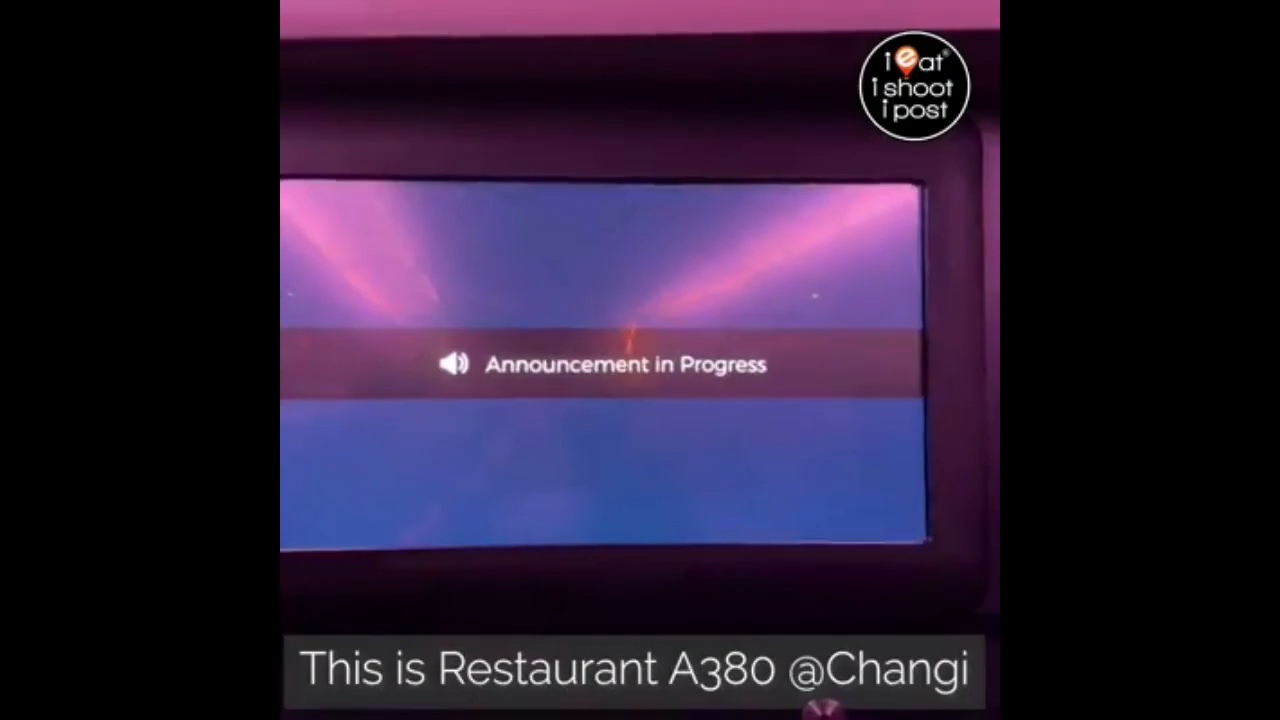 i eat®
i shoot
i post
Announcement in Progress
This is Restaurant A380 @Changi